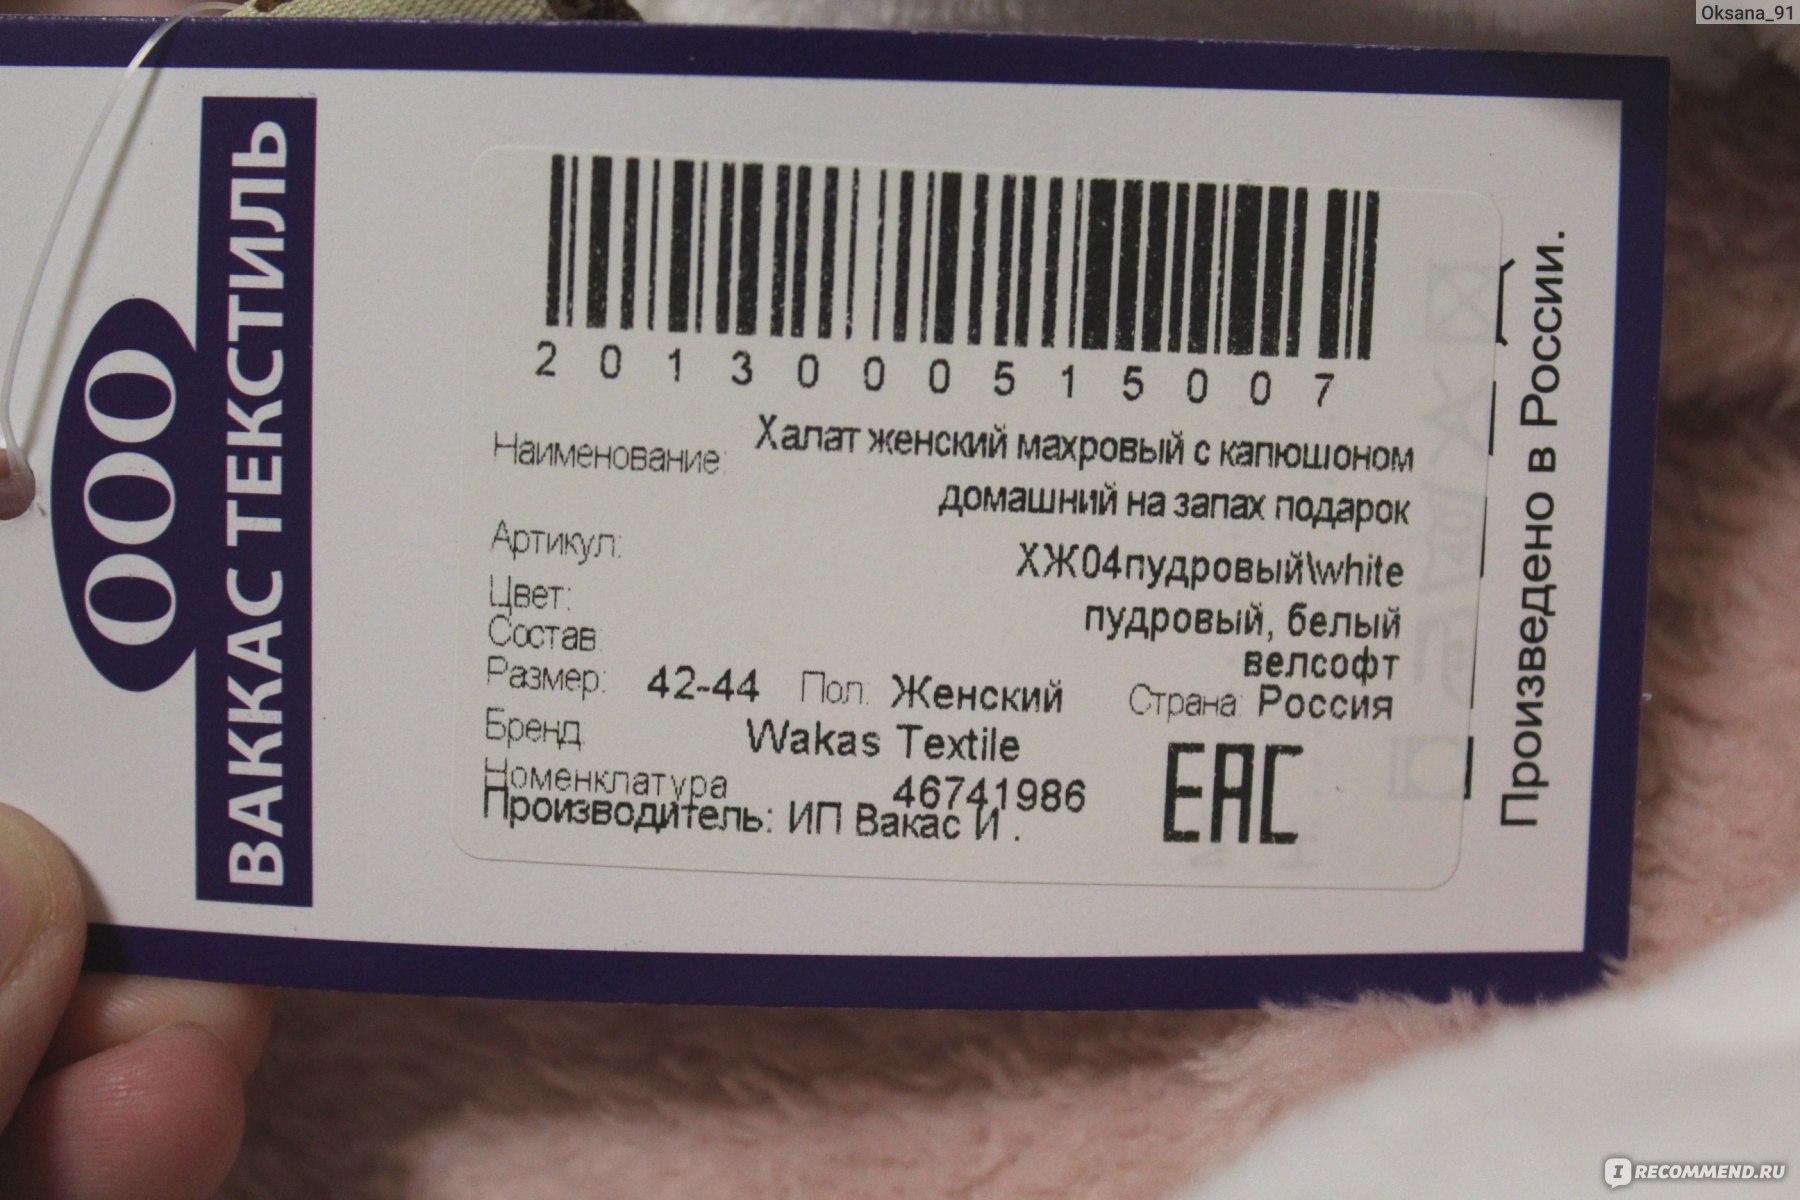 Oksana_91
ООО
ВАККАС ТЕКСТИЛЬ
2013000515007
Наименование: Халат женский махровый с капюшоном
домашний на запах подарок
Артикул: ХЖ04пудровый\white
Цвет: пудровый, белый
Состав: велсофт
Размер: 42-44 Пол: Женский Страна: Россия
Бренд: Wakas Textile
Номенклатура 46741986
Производитель: ИП Вакас И .
EAC
Произведено в России.
IRECOMMEND.RU